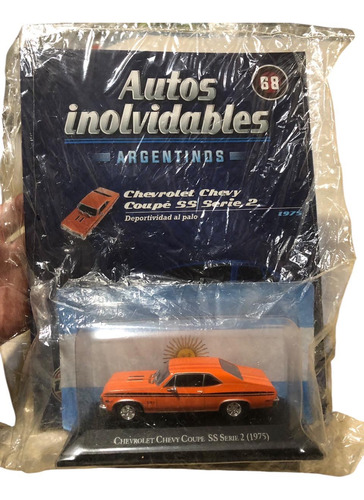 68
Autos
inolvidables
ARGENTINOS
Chevrolet Chevy
Coupé SS Serie 2
1975
Deportividad al palo
CHEVROLET CHEVY COUPE SS SERIE 2 (1975)